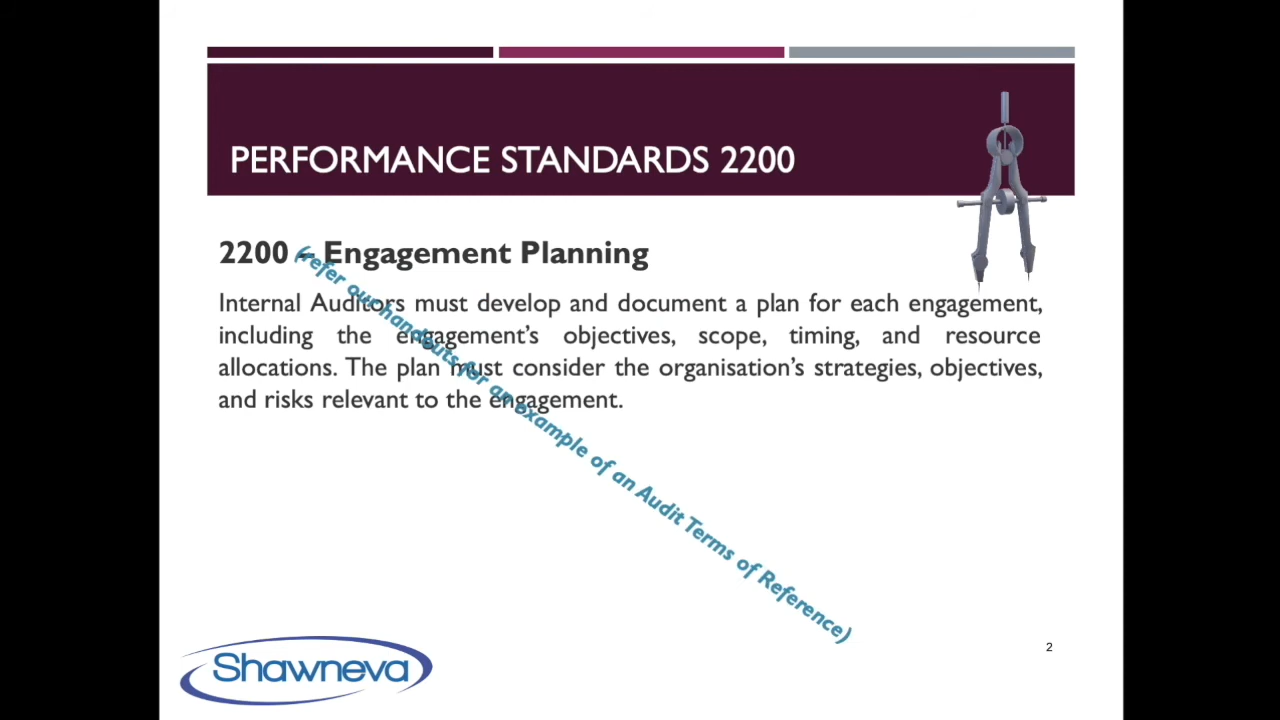 PERFORMANCE STANDARDS 2200
2200 – Engagement Planning
(refer our handouts for an example of an Audit Terms of Reference)
Internal Auditors must develop and document a plan for each engagement,
including the engagement's objectives, scope, timing, and resource
allocations. The plan must consider the organisation's strategies, objectives,
and risks relevant to the engagement.
Shawneva
2